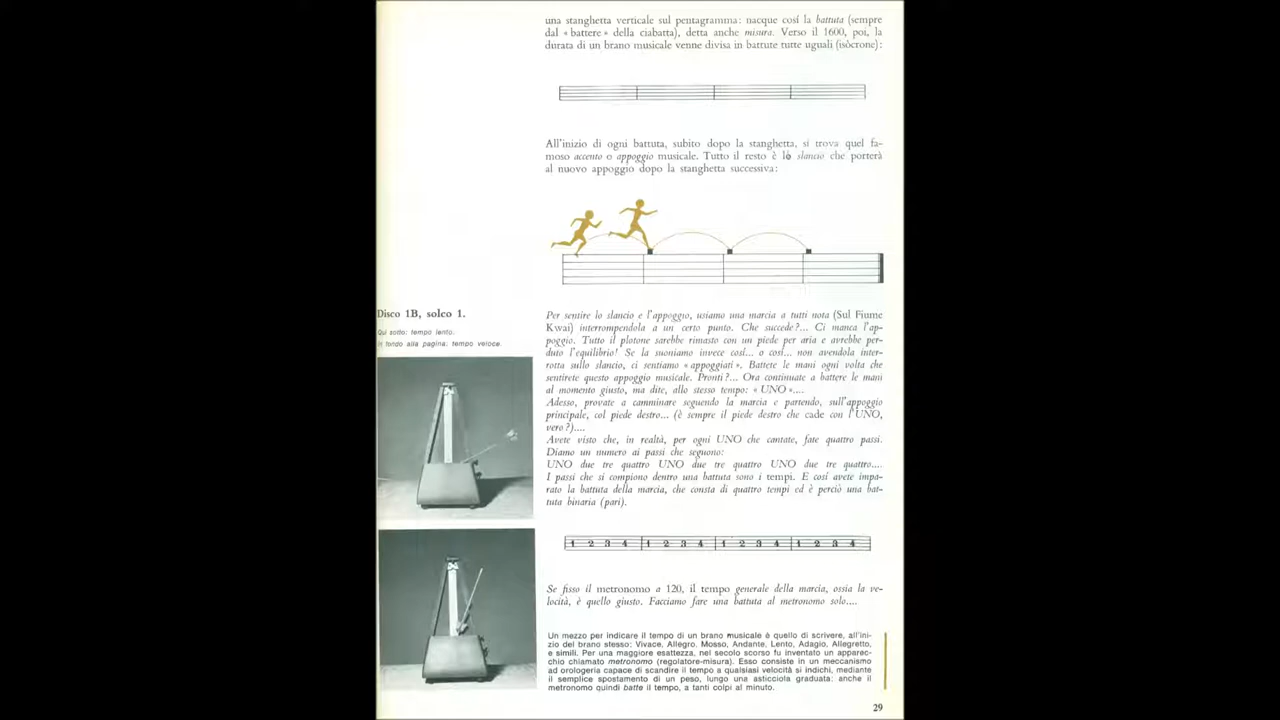 una stanghetta verticale sul pentagramma: nacque cosí la battuta (sempre
dal «battere» della ciabatta), detta anche misura. Verso il 1600, poi, la
durata di un brano musicale venne divisa in battute tutte uguali (isòcrone):
All'inizio di ogni battuta, subito dopo la stanghetta, si trova quel fa-
moso accento o appoggio musicale. Tutto il resto è lo slancio che porterà
al nuovo appoggio dopo la stanghetta successiva:
Disco 1B, solco 1.
Qui sotto: tempo lento.
In fondo alla pagina: tempo veloce.
Per sentire lo slancio e l'appoggio, usiamo una marcia a tutti nota (Sul Fiume
Kwai) interrompendola a un certo punto. Che succede?... Ci manca l'ap-
poggio. Tutto il plotone sarebbe rimasto con un piede per aria e avrebbe per-
duto l'equilibrio! Se la suoniamo invece cosí... o cosí... non avendola inter-
rotta sullo slancio, ci sentiamo «appoggiati». Battete le mani ogni volta che
sentirete questo appoggio musicale. Pronti?... Ora continuate a battere le mani
al momento giusto, ma dite, allo stesso tempo: «UNO»....
Adesso, provate a camminare seguendo la marcia e partendo, sull'appoggio
principale, col piede destro... (è sempre il piede destro che cade con l'UNO,
vero?)....
Avete visto che, in realtà, per ogni UNO che cantate, fate quattro passi.
Diamo un numero ai passi che seguono:
UNO due tre quattro UNO due tre quattro UNO due tre quattro....
I passi che si compiono dentro una battuta sono i tempi. E cosí avete impa-
rato la battuta della marcia, che consta di quattro tempi ed è perciò una bat-
tuta binaria (pari).
1 2 3 4 1 2 3 4 1 2 3 4 1 2 3 4
Se fisso il metronomo a 120, il tempo generale della marcia, ossia la ve-
locità, è quello giusto. Facciamo fare una battuta al metronomo solo....
Un mezzo per indicare il tempo di un brano musicale è quello di scrivere, all'ini-
zio del brano stesso: Vivace, Allegro, Mosso, Andante, Lento, Adagio, Allegretto,
e simili. Per una maggiore esattezza, nel secolo scorso fu inventato un apparec-
chio chiamato metronomo (regolatore-misura). Esso consiste in un meccanismo
ad orologeria capace di scandire il tempo a qualsiasi velocità si indichi, mediante
il semplice spostamento di un peso, lungo una asticciola graduata: anche il
metronomo quindi batte il tempo, a tanti colpi al minuto.
29